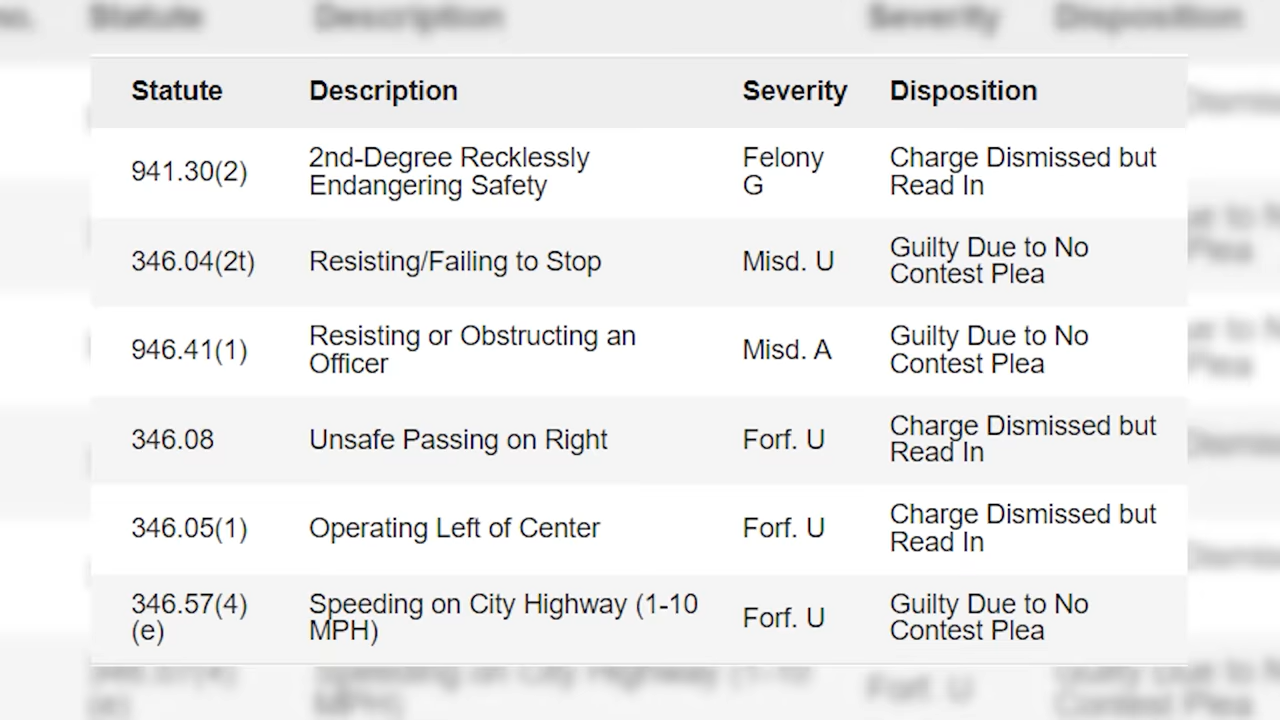 Statute Description Severity Disposition
Statute Description Severity Disposition
941.30(2) 2nd-Degree Recklessly Endangering Safety Felony G Charge Dismissed but Read In
346.04(2t) Resisting/Failing to Stop Misd. U Guilty Due to No Contest Plea
946.41(1) Resisting or Obstructing an Officer Misd. A Guilty Due to No Contest Plea
346.08 Unsafe Passing on Right Forf. U Charge Dismissed but Read In
346.05(1) Operating Left of Center Forf. U Charge Dismissed but Read In
346.57(4)(e) Speeding on City Highway (1-10 MPH) Forf. U Guilty Due to No Contest Plea